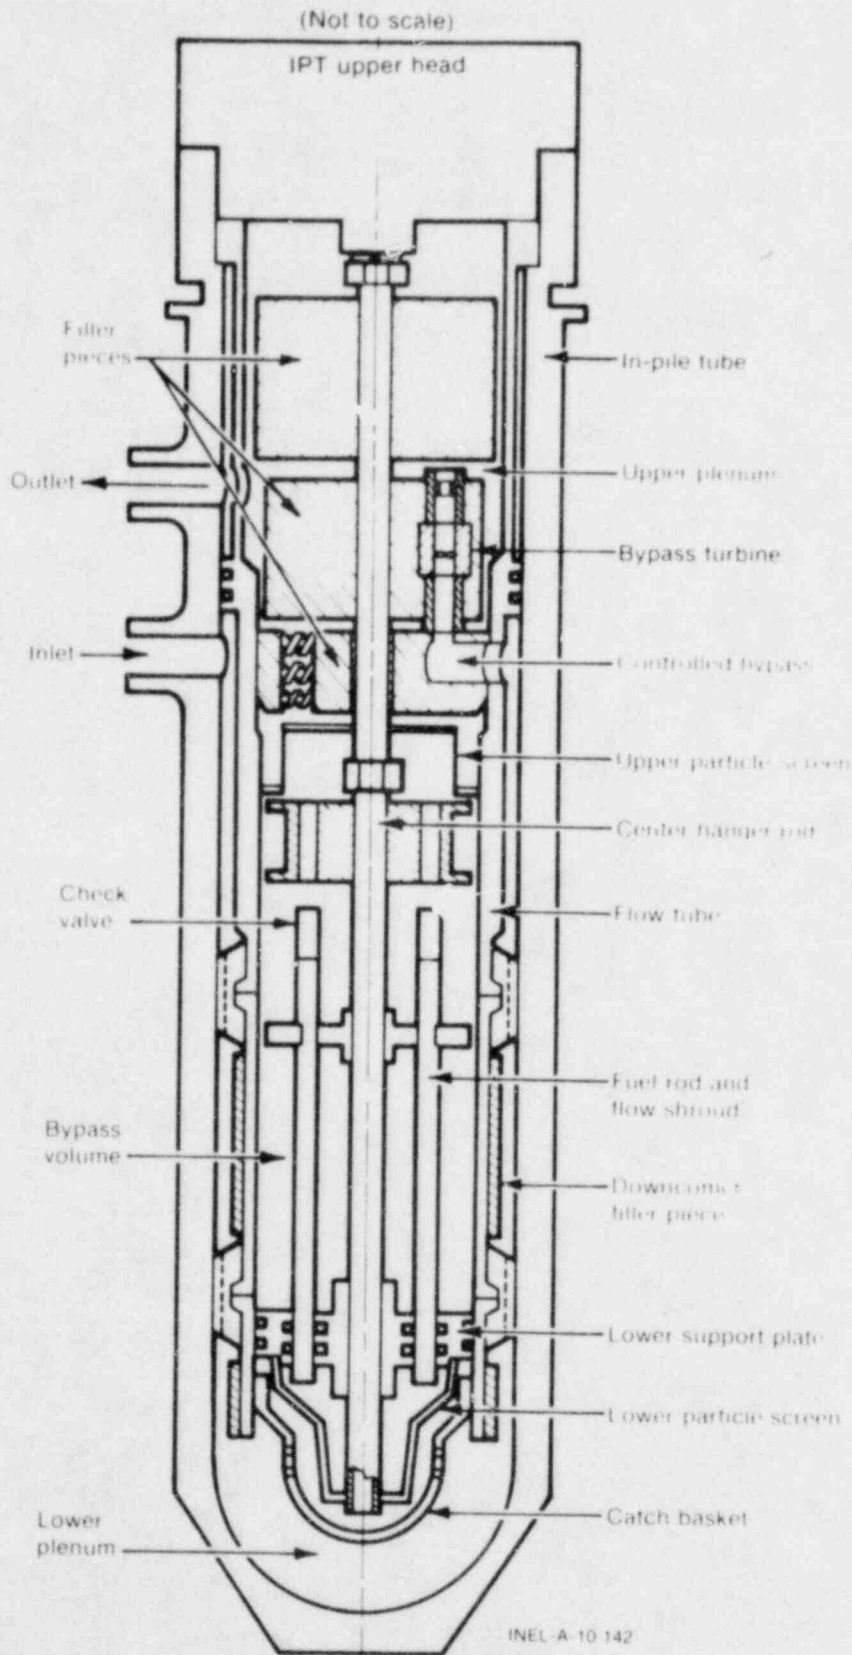 (Not to scale)
IPT upper head
Filler
pieces
In-pile tube
Outlet
Upper plenum
Bypass turbine
Inlet
Controlled bypass
Upper particle screen
Center hanger rod
Check
valve
Flow tube
Fuel rod and
flow shroud
Bypass
volume
Downcomer
filler piece
Lower support plate
Lower particle screen
Catch basket
Lower
plenum
INEL-A-10 142